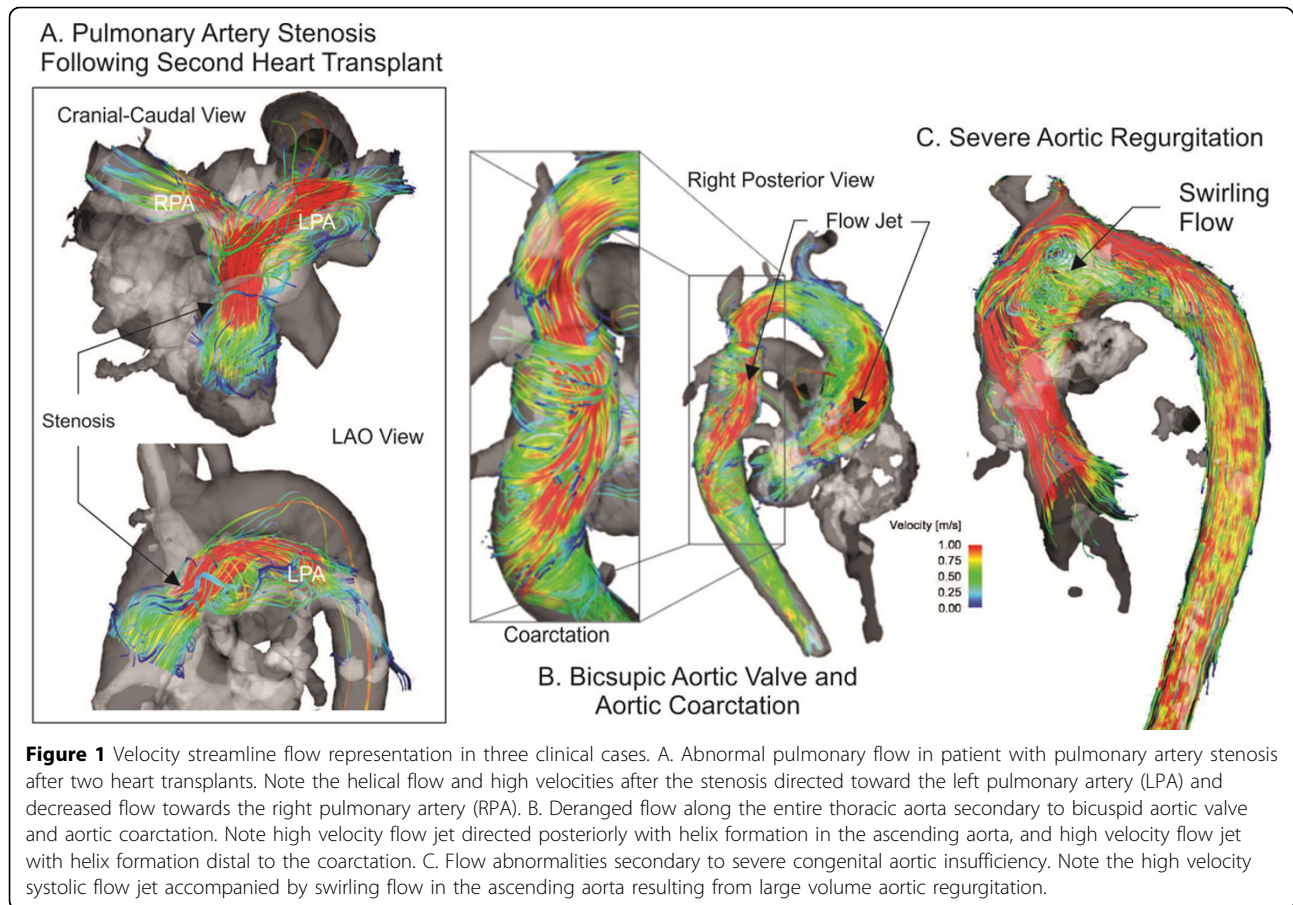 A. Pulmonary Artery Stenosis
Following Second Heart Transplant
Cranial-Caudal View
RPA
LPA
Stenosis
LAO View
LPA
Right Posterior View
Flow Jet
Coarctation
B. Bicsupic Aortic Valve and
Aortic Coarctation
Velocity [m/s]
1.00
0.75
0.50
0.25
0.00
C. Severe Aortic Regurgitation
Swirling
Flow
Figure 1 Velocity streamline flow representation in three clinical cases. A. Abnormal pulmonary flow in patient with pulmonary artery stenosis
after two heart transplants. Note the helical flow and high velocities after the stenosis directed toward the left pulmonary artery (LPA) and
decreased flow towards the right pulmonary artery (RPA). B. Deranged flow along the entire thoracic aorta secondary to bicuspid aortic valve
and aortic coarctation. Note high velocity flow jet directed posteriorly with helix formation in the ascending aorta, and high velocity flow jet
with helix formation distal to the coarctation. C. Flow abnormalities secondary to severe congenital aortic insufficiency. Note the high velocity
systolic flow jet accompanied by swirling flow in the ascending aorta resulting from large volume aortic regurgitation.